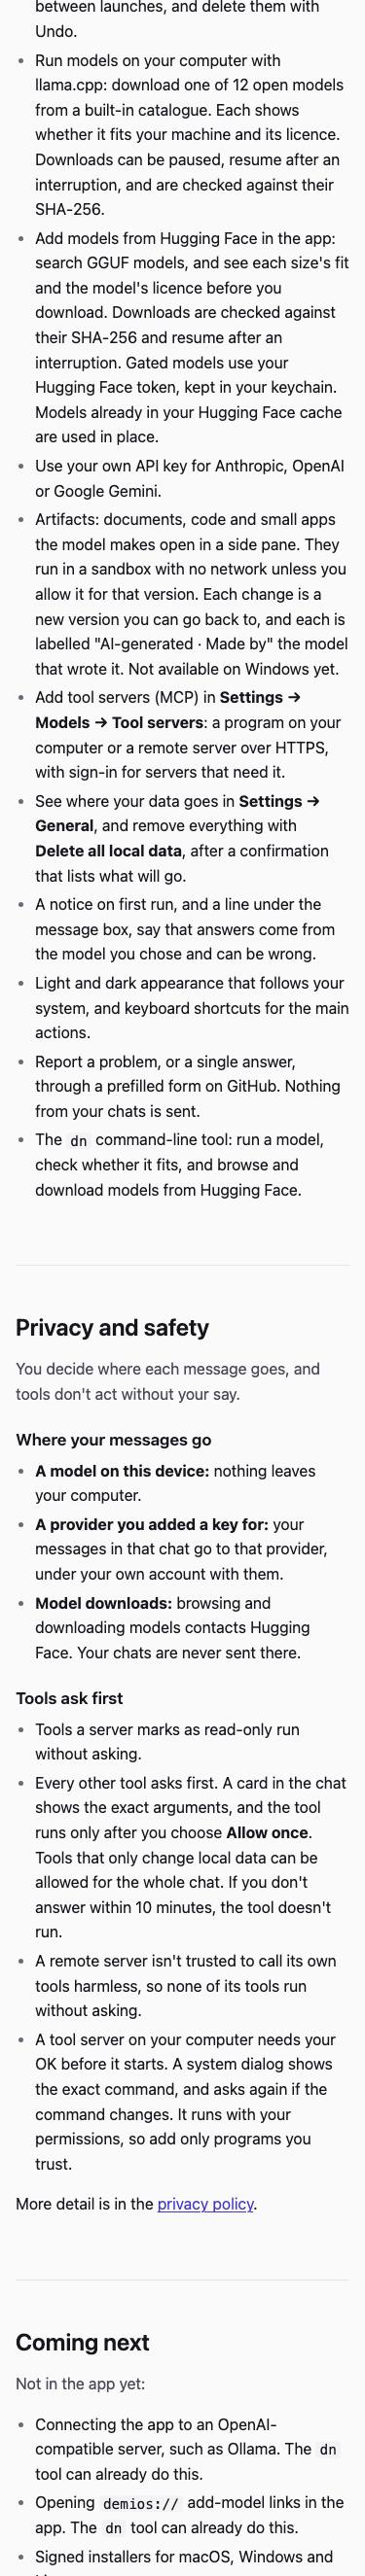 between launches, and delete them with
Undo.
Run models on your computer with
llama.cpp: download one of 12 open models
from a built-in catalogue. Each shows
whether it fits your machine and its licence.
Downloads can be paused, resume after an
interruption, and are checked against their
SHA-256.
Add models from Hugging Face in the app:
search GGUF models, and see each size's fit
and the model's licence before you
download. Downloads are checked against
their SHA-256 and resume after an
interruption. Gated models use your
Hugging Face token, kept in your keychain.
Models already in your Hugging Face cache
are used in place.
Use your own API key for Anthropic, OpenAI
or Google Gemini.
Artifacts: documents, code and small apps
the model makes open in a side pane. They
run in a sandbox with no network unless you
allow it for that version. Each change is a
new version you can go back to, and each is
labelled "AI-generated · Made by" the model
that wrote it. Not available on Windows yet.
Add tool servers (MCP) in Settings →
Models → Tool servers: a program on your
computer or a remote server over HTTPS,
with sign-in for servers that need it.
See where your data goes in Settings →
General, and remove everything with
Delete all local data, after a confirmation
that lists what will go.
A notice on first run, and a line under the
message box, say that answers come from
the model you chose and can be wrong.
Light and dark appearance that follows your
system, and keyboard shortcuts for the main
actions.
Report a problem, or a single answer,
through a prefilled form on GitHub. Nothing
from your chats is sent.
The dn command-line tool: run a model,
check whether it fits, and browse and
download models from Hugging Face.
Privacy and safety
You decide where each message goes, and
tools don't act without your say.
Where your messages go
A model on this device: nothing leaves
your computer.
A provider you added a key for: your
messages in that chat go to that provider,
under your own account with them.
Model downloads: browsing and
downloading models contacts Hugging
Face. Your chats are never sent there.
Tools ask first
Tools a server marks as read-only run
without asking.
Every other tool asks first. A card in the chat
shows the exact arguments, and the tool
runs only after you choose Allow once.
Tools that only change local data can be
allowed for the whole chat. If you don't
answer within 10 minutes, the tool doesn't
run.
A remote server isn't trusted to call its own
tools harmless, so none of its tools run
without asking.
A tool server on your computer needs your
OK before it starts. A system dialog shows
the exact command, and asks again if the
command changes. It runs with your
permissions, so add only programs you
trust.
More detail is in the privacy policy.
Coming next
Not in the app yet:
Connecting the app to an OpenAI-
compatible server, such as Ollama. The dn
tool can already do this.
Opening demios:// add-model links in the
app. The dn tool can already do this.
Signed installers for macOS, Windows and